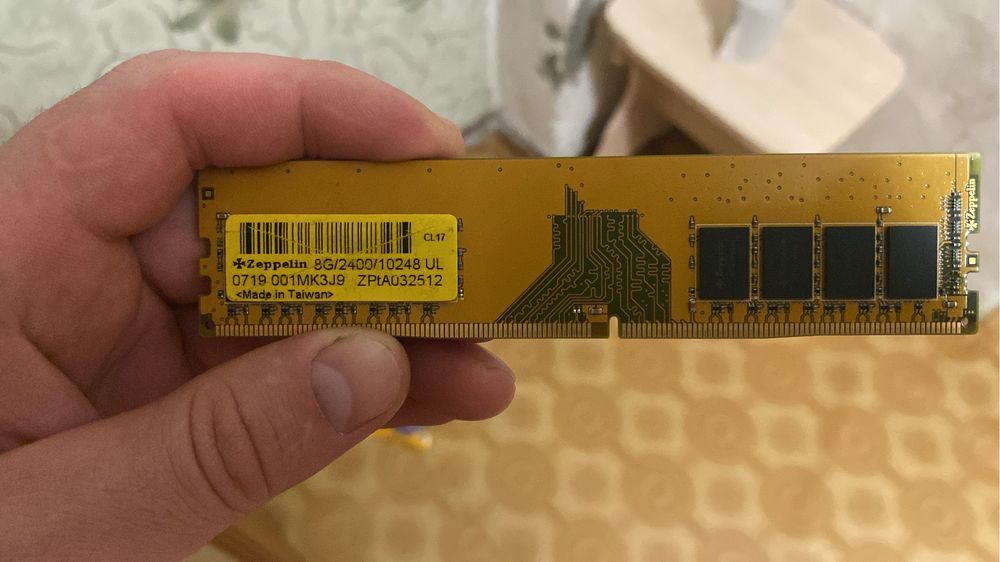 CL17
Zeppelin 8G/2400/10248 UL
0719 001MK3J9 ZPtA032512
<Made in Taiwan>
Zeppelin